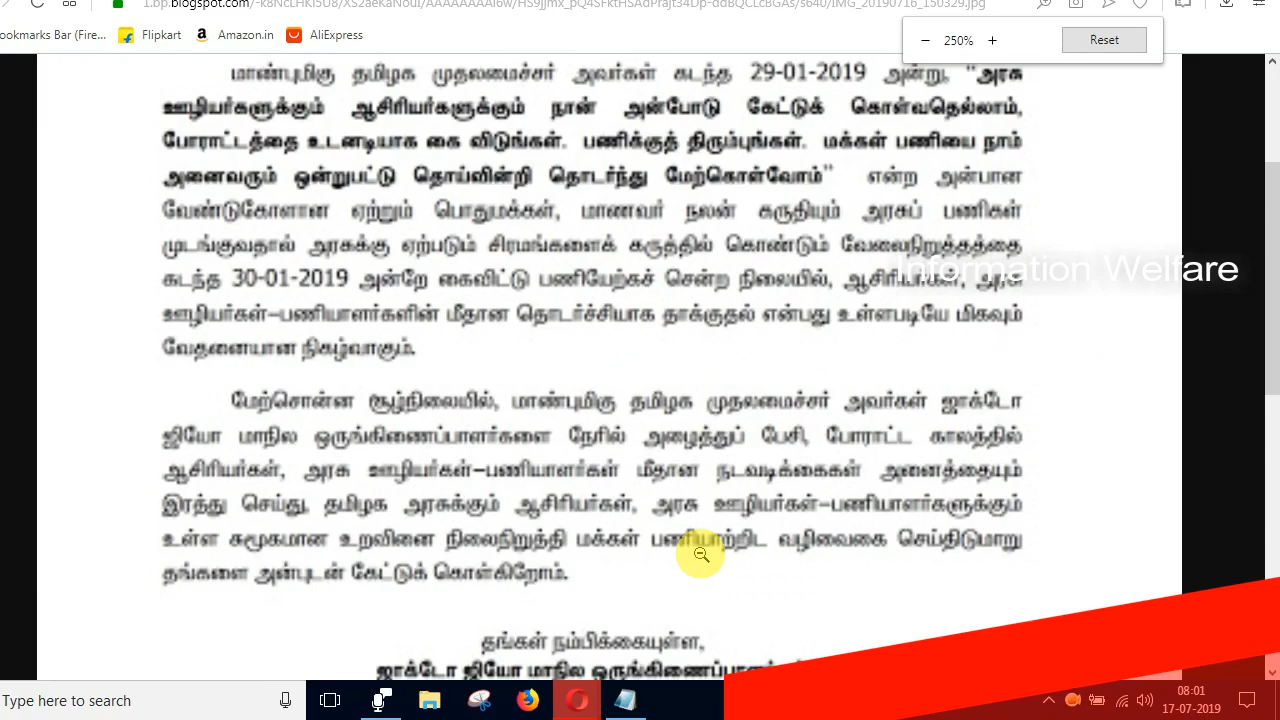 1.bp.blogspot.com/-k8NcLHKI5U8/XS2aeKaNouI/AAAAAAAAI6w/HS9jjmx_pQ4SFktHSAdPrajt34Dp-ddBQCLcBGAs/s640/IMG_20190716_150329.jpg
ookmarks Bar (Fire... Flipkart Amazon.in AliExpress
− 250% + Reset
மாண்புமிகு தமிழக முதலமைச்சர் அவர்கள் கடந்த 29-01-2019 அன்று, "அரசு
ஊழியர்களுக்கும் ஆசிரியர்களுக்கும் நான் அன்போடு கேட்டுக் கொள்வதெல்லாம்,
போராட்டத்தை உடனடியாக கை விடுங்கள். பணிக்குத் திரும்புங்கள். மக்கள் பணியை நாம்
அனைவரும் ஒன்றுபட்டு தொய்வின்றி தொடர்ந்து மேற்கொள்வோம்" என்ற அன்பான
வேண்டுகோளான ஏற்றும் பொதுமக்கள், மாணவர் நலன் கருதியும் அரசுப் பணிகள்
முடங்குவதால் அரசுக்கு ஏற்படும் சிரமங்களைக் கருத்தில் கொண்டும் வேலைநிறுத்தத்தை
கடந்த 30-01-2019 அன்றே கைவிட்டு பணியேற்கச் சென்ற நிலையில், ஆசிரியர்கள், அரசு
Information Welfare
ஊழியர்கள்-பணியாளர்களின் மீதான தொடர்ச்சியாக தாக்குதல் என்பது உள்ளபடியே மிகவும்
வேதனையான நிகழ்வாகும்.
மேற்சொன்ன சூழ்நிலையில், மாண்புமிகு தமிழக முதலமைச்சர் அவர்கள் ஜாக்டோ
ஜியோ மாநில ஒருங்கிணைப்பாளர்களை நேரில் அழைத்துப் பேசி, போராட்ட காலத்தில்
ஆசிரியர்கள், அரசு ஊழியர்கள்-பணியாளர்கள் மீதான நடவடிக்கைகள் அனைத்தையும்
இரத்து செய்து, தமிழக அரசுக்கும் ஆசிரியர்கள், அரசு ஊழியர்கள்-பணியாளர்களுக்கும்
உள்ள சுமூகமான உறவினை நிலைநிறுத்தி மக்கள் பணியாற்றிட வழிவகை செய்திடுமாறு
தங்களை அன்புடன் கேட்டுக் கொள்கிறோம்.
தங்கள் நம்பிக்கையுள்ள,
ஜாக்டோ ஜியோ மாநில
Type here to search
08:01
17-07-2019